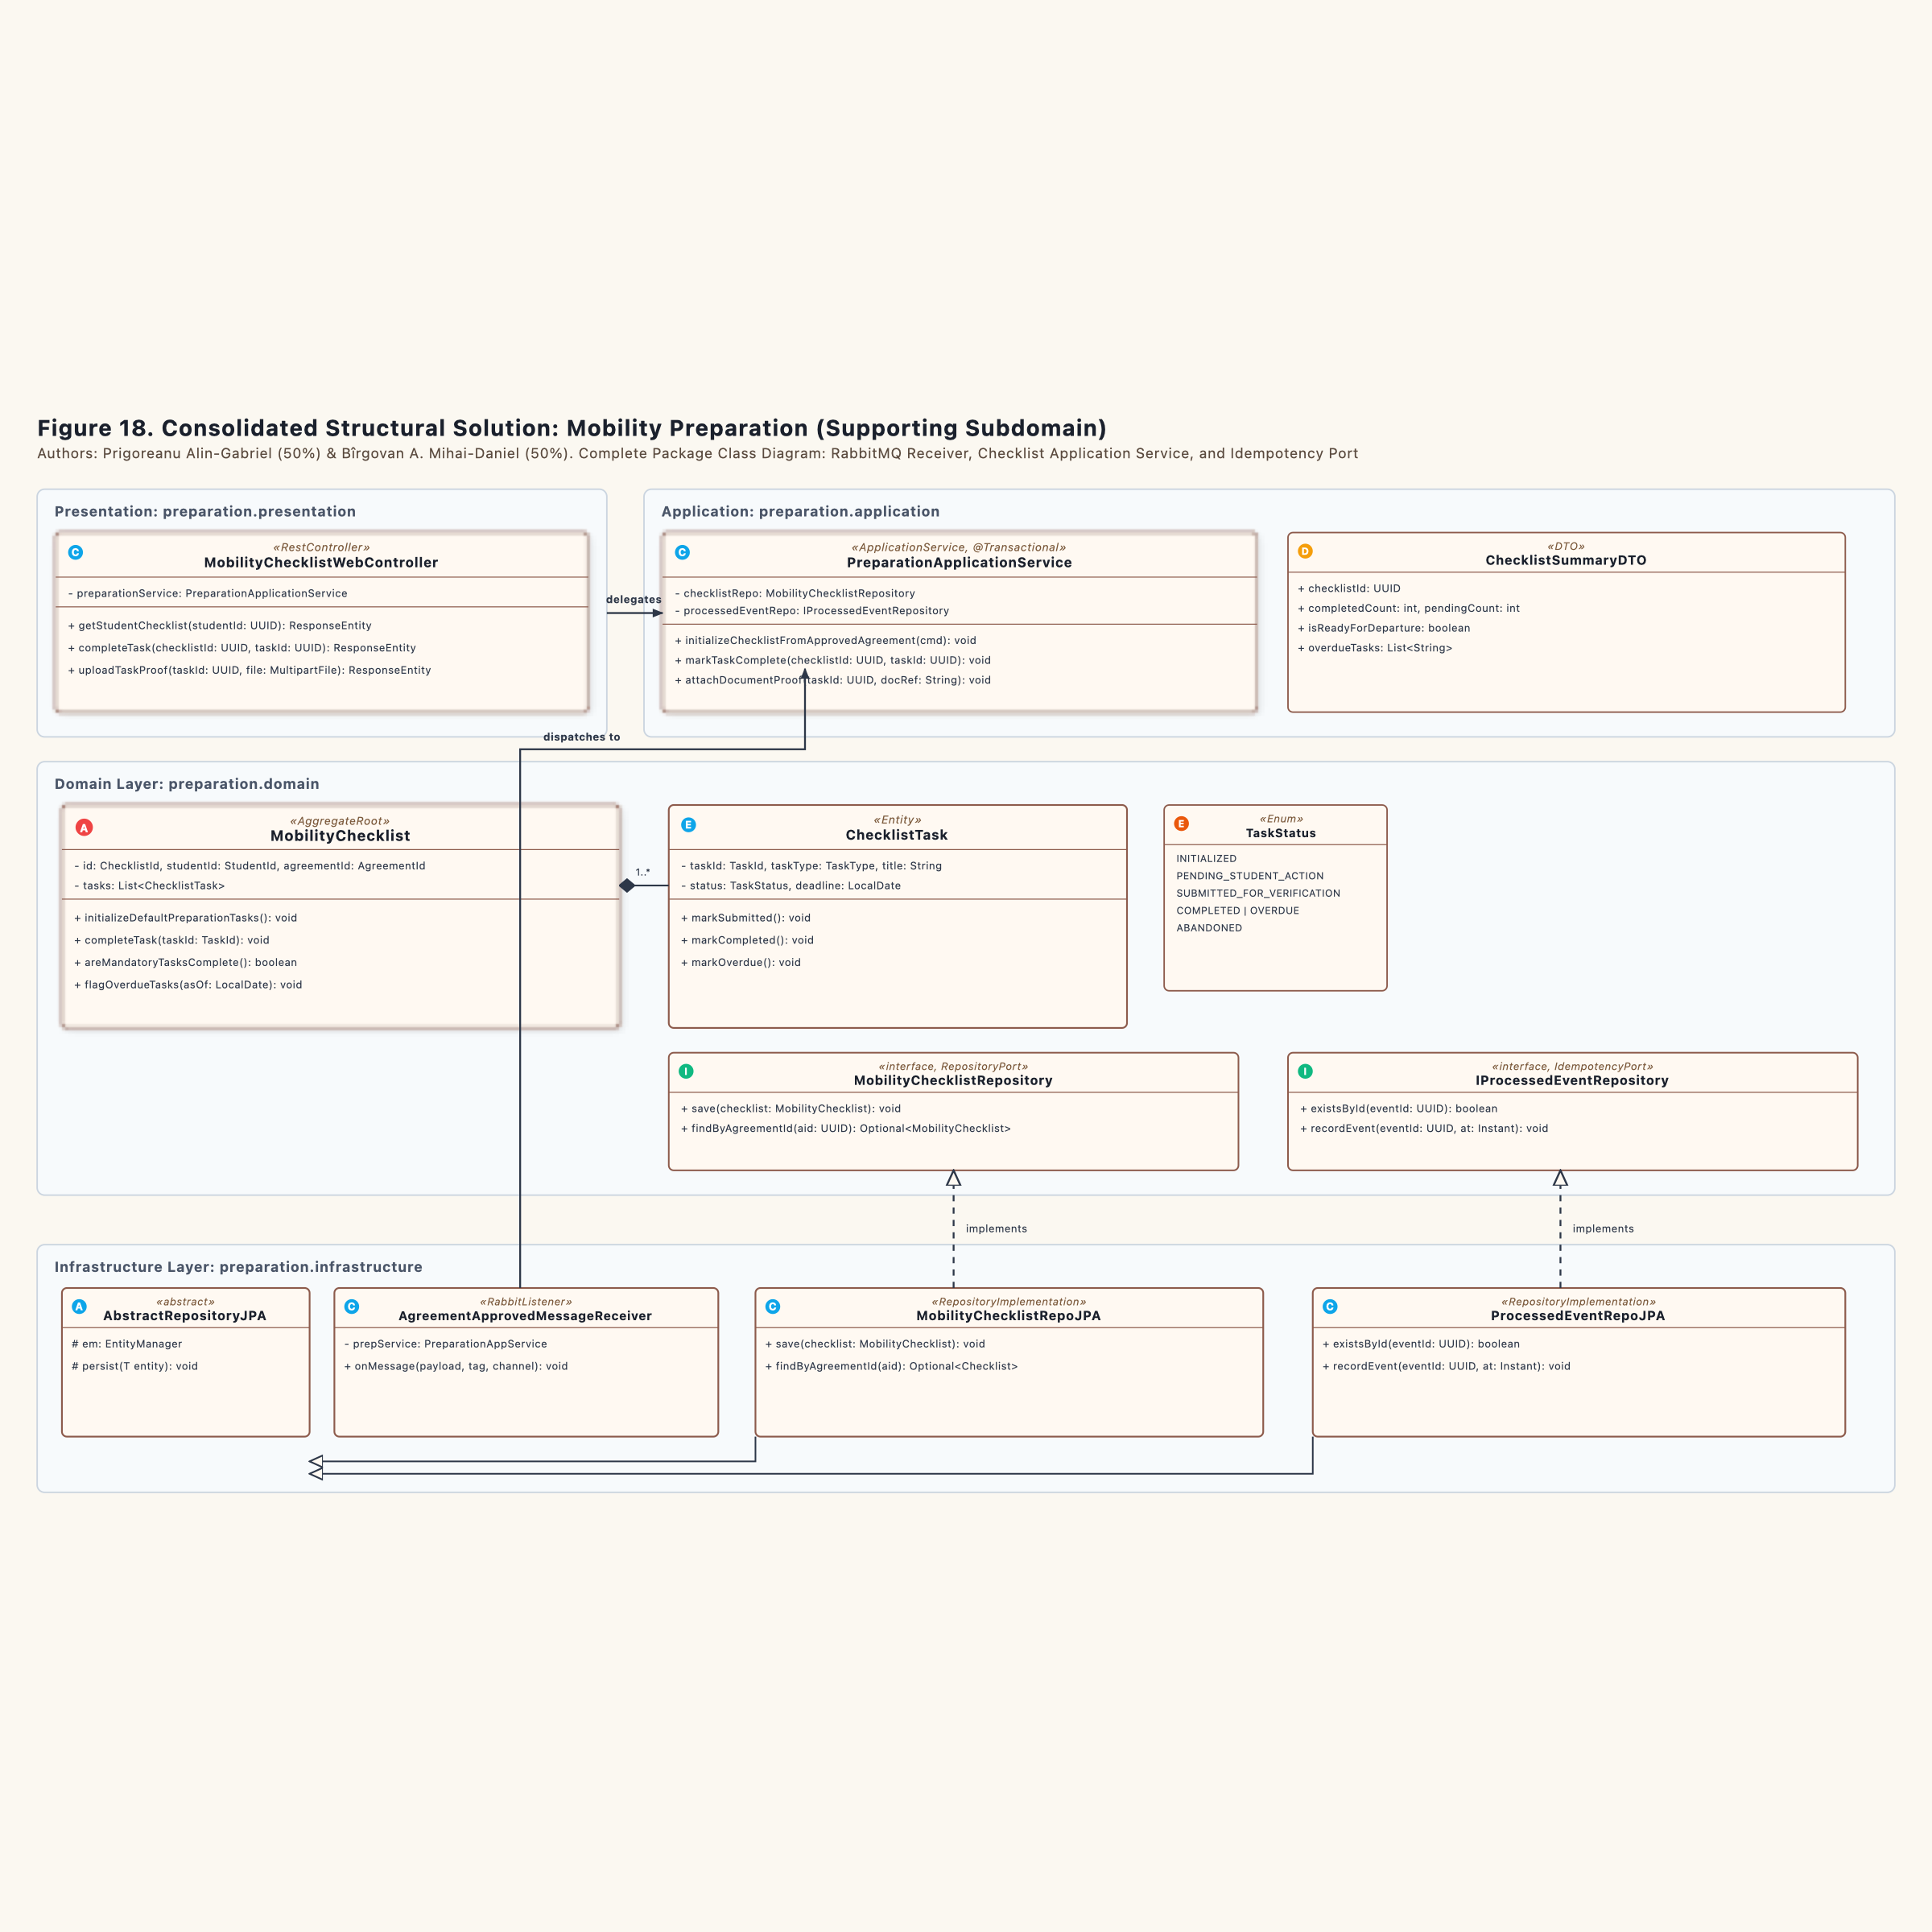 Figure 18. Consolidated Structural Solution: Mobility Preparation (Supporting Subdomain)
Authors: Prigoreanu Alin-Gabriel (50%) & Bîrgovan A. Mihai-Daniel (50%). Complete Package Class Diagram: RabbitMQ Receiver, Checklist Application Service, and Idempotency Port
Presentation: preparation.presentation
C
«RestController»
MobilityChecklistWebController
- preparationService: PreparationApplicationService
+ getStudentChecklist(studentId: UUID): ResponseEntity
+ completeTask(checklistId: UUID, taskId: UUID): ResponseEntity
+ uploadTaskProof(taskId: UUID, file: MultipartFile): ResponseEntity
delegates
Application: preparation.application
C
«ApplicationService, @Transactional»
PreparationApplicationService
- checklistRepo: MobilityChecklistRepository
- processedEventRepo: IProcessedEventRepository
+ initializeChecklistFromApprovedAgreement(cmd): void
+ markTaskComplete(checklistId: UUID, taskId: UUID): void
+ attachDocumentProof(taskId: UUID, docRef: String): void
D
«DTO»
ChecklistSummaryDTO
+ checklistId: UUID
+ completedCount: int, pendingCount: int
+ isReadyForDeparture: boolean
+ overdueTasks: List<String>
dispatches to
Domain Layer: preparation.domain
A
«AggregateRoot»
MobilityChecklist
- id: ChecklistId, studentId: StudentId, agreementId: AgreementId
- tasks: List<ChecklistTask>
+ initializeDefaultPreparationTasks(): void
+ completeTask(taskId: TaskId): void
+ areMandatoryTasksComplete(): boolean
+ flagOverdueTasks(asOf: LocalDate): void
1..*
E
«Entity»
ChecklistTask
- taskId: TaskId, taskType: TaskType, title: String
- status: TaskStatus, deadline: LocalDate
+ markSubmitted(): void
+ markCompleted(): void
+ markOverdue(): void
E
«Enum»
TaskStatus
INITIALIZED
PENDING_STUDENT_ACTION
SUBMITTED_FOR_VERIFICATION
COMPLETED | OVERDUE
ABANDONED
I
«interface, RepositoryPort»
MobilityChecklistRepository
+ save(checklist: MobilityChecklist): void
+ findByAgreementId(aid: UUID): Optional<MobilityChecklist>
I
«interface, IdempotencyPort»
IProcessedEventRepository
+ existsById(eventId: UUID): boolean
+ recordEvent(eventId: UUID, at: Instant): void
implements
implements
Infrastructure Layer: preparation.infrastructure
A
«abstract»
AbstractRepositoryJPA
# em: EntityManager
# persist(T entity): void
C
«RabbitListener»
AgreementApprovedMessageReceiver
- prepService: PreparationAppService
+ onMessage(payload, tag, channel): void
C
«RepositoryImplementation»
MobilityChecklistRepoJPA
+ save(checklist: MobilityChecklist): void
+ findByAgreementId(aid): Optional<Checklist>
C
«RepositoryImplementation»
ProcessedEventRepoJPA
+ existsById(eventId: UUID): boolean
+ recordEvent(eventId: UUID, at: Instant): void